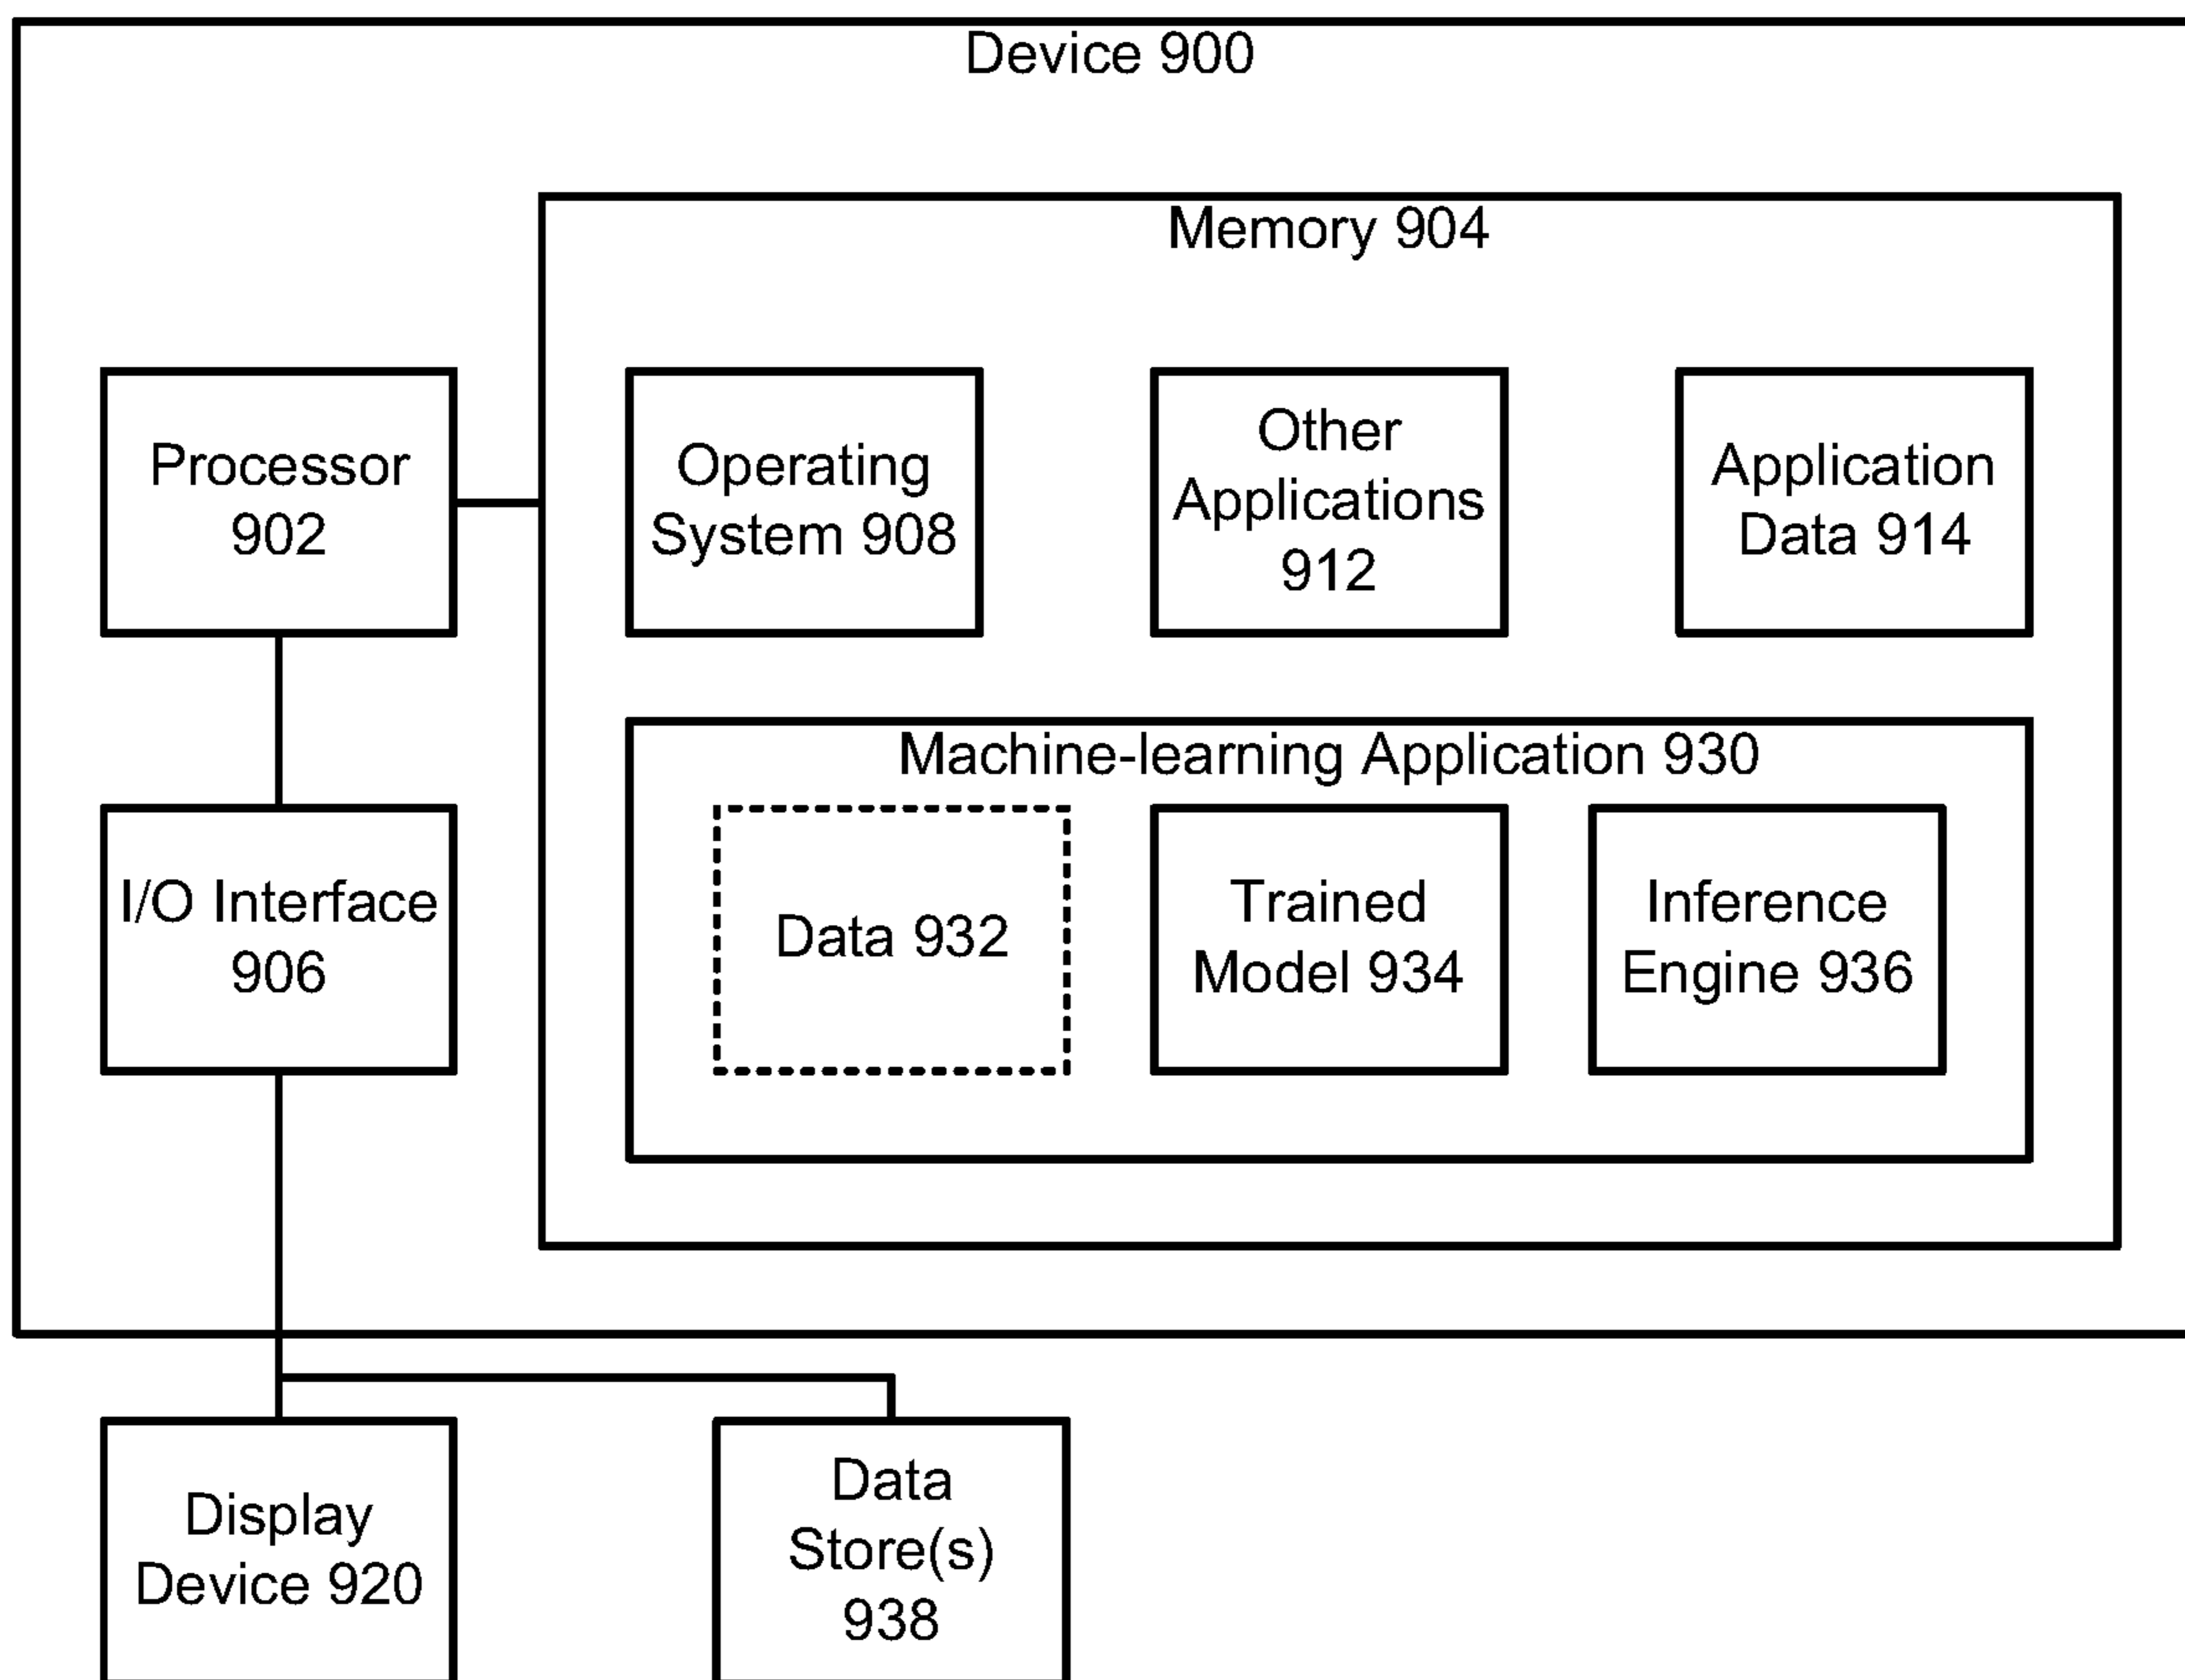 Device 900
Memory 904
Processor
902
Operating
System 908
Other
Applications
912
Application
Data 914
Machine-learning Application 930
I/O Interface
906
Data 932
Trained
Model 934
Inference
Engine 936
Display
Device 920
Data
Store(s)
938